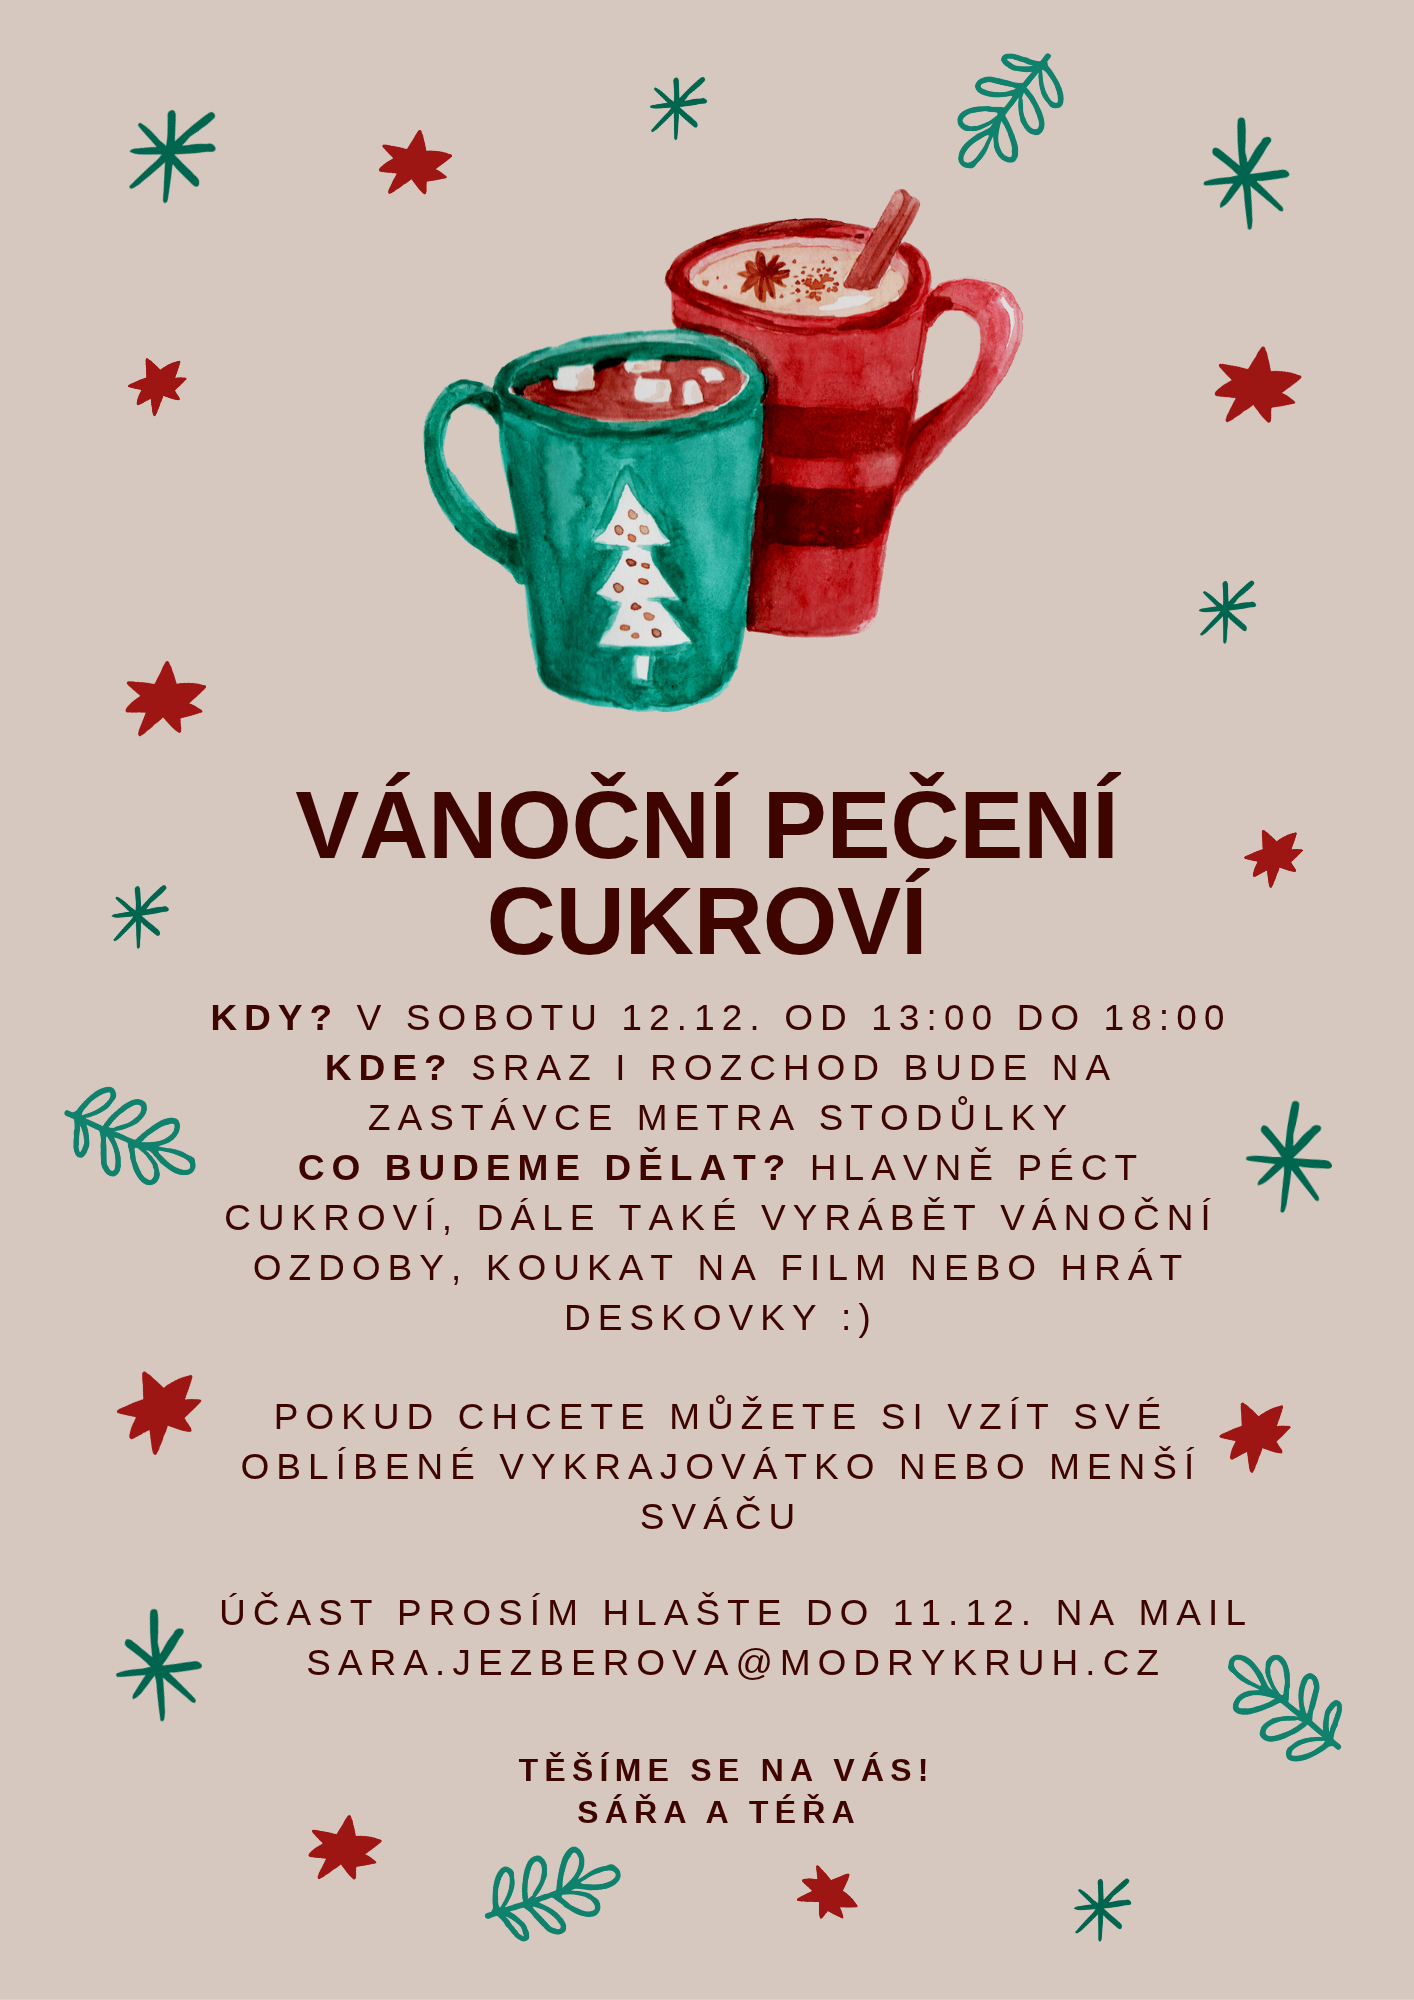 VÁNOČNÍ PEČENÍ
CUKROVÍ
KDY? V SOBOTU 12.12. OD 13:00 DO 18:00
KDE? SRAZ I ROZCHOD BUDE NA
ZASTÁVCE METRA STODŮLKY
CO BUDEME DĚLAT? HLAVNĚ PÉCT
CUKROVÍ, DÁLE TAKÉ VYRÁBĚT VÁNOČNÍ
OZDOBY, KOUKAT NA FILM NEBO HRÁT
DESKOVKY :)
POKUD CHCETE MŮŽETE SI VZÍT SVÉ
OBLÍBENÉ VYKRAJOVÁTKO NEBO MENŠÍ
SVÁČU
ÚČAST PROSÍM HLAŠTE DO 11.12. NA MAIL
SARA.JEZBEROVA@MODRYKRUH.CZ
TĚŠÍME SE NA VÁS!
SÁŘA A TÉŘA